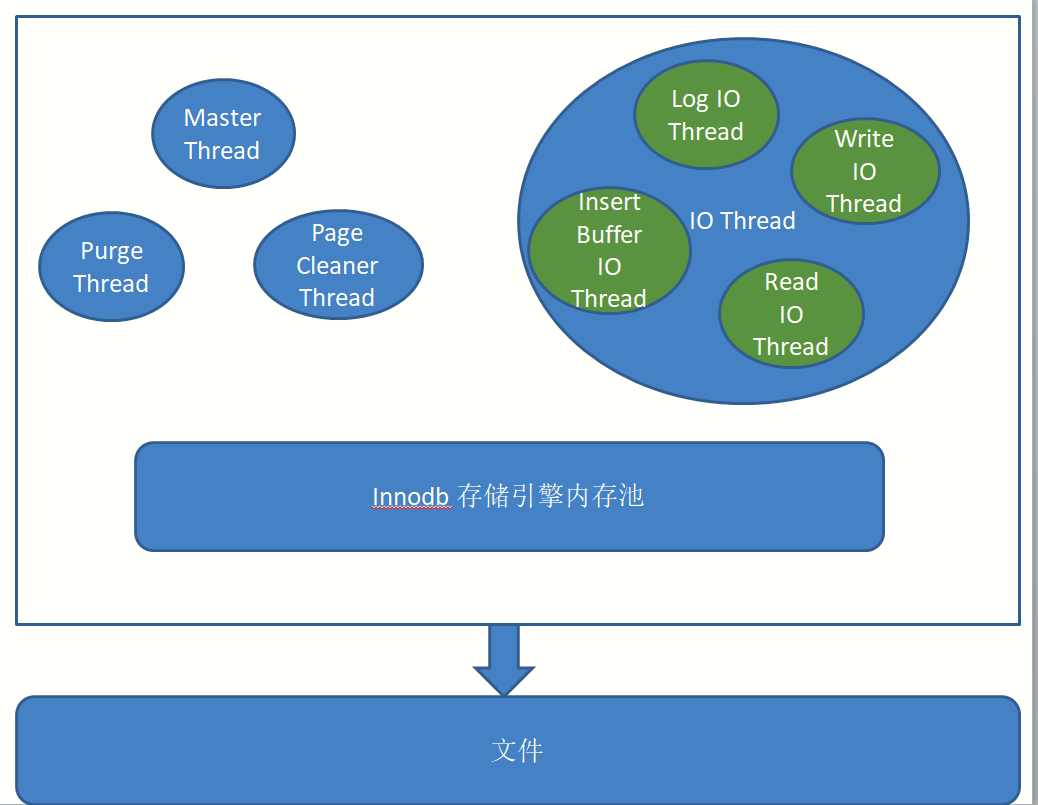 Master
Thread
Purge
Thread
Page
Cleaner
Thread
Log IO
Thread
Write
IO
Thread
Insert
Buffer
IO
Thread
IO Thread
Read
IO
Thread
Innodb 存储引擎内存池
文件